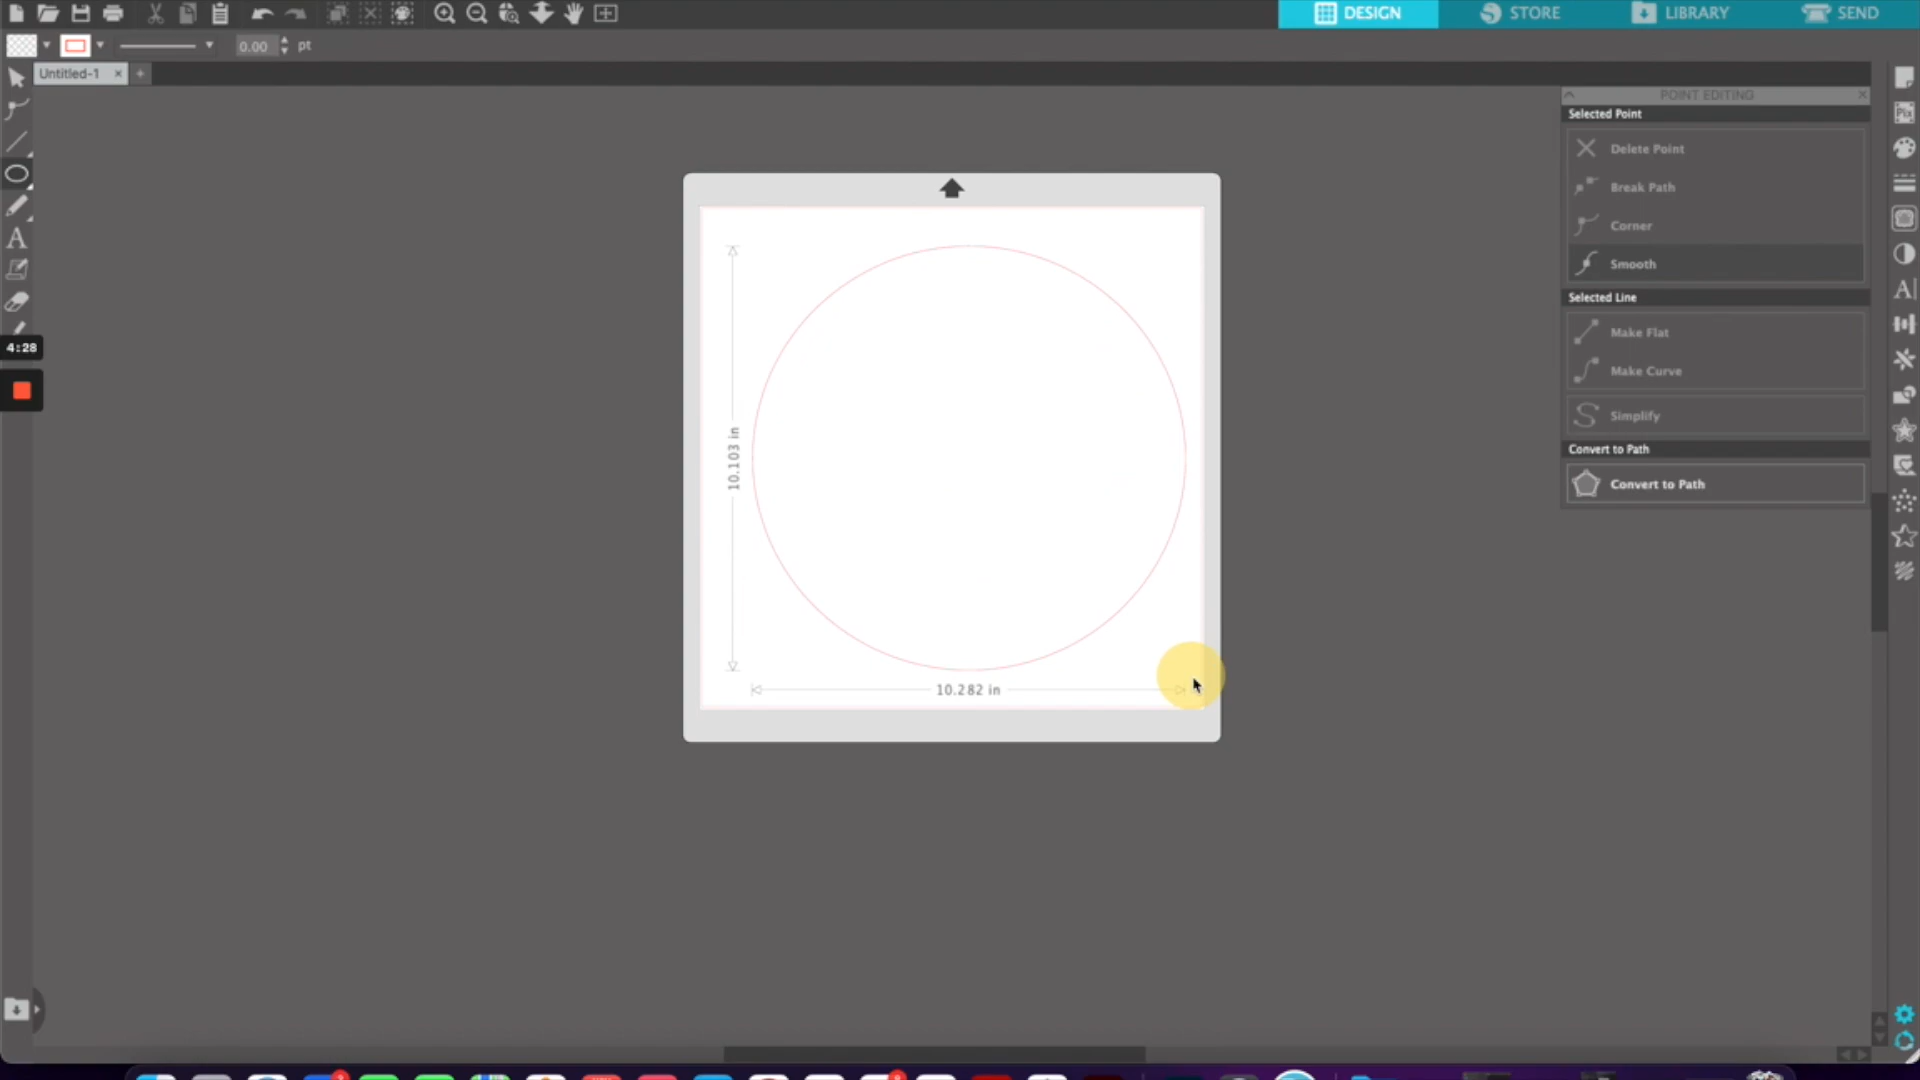 DESIGN
STORE
LIBRARY
SEND
0.00
pt
Untitled-1
POINT EDITING
Selected Point
Delete Point
Break Path
Corner
Smooth
Selected Line
Make Flat
Make Curve
Simplify
Convert to Path
Convert to Path
4:28
10.103 in
10.282 in